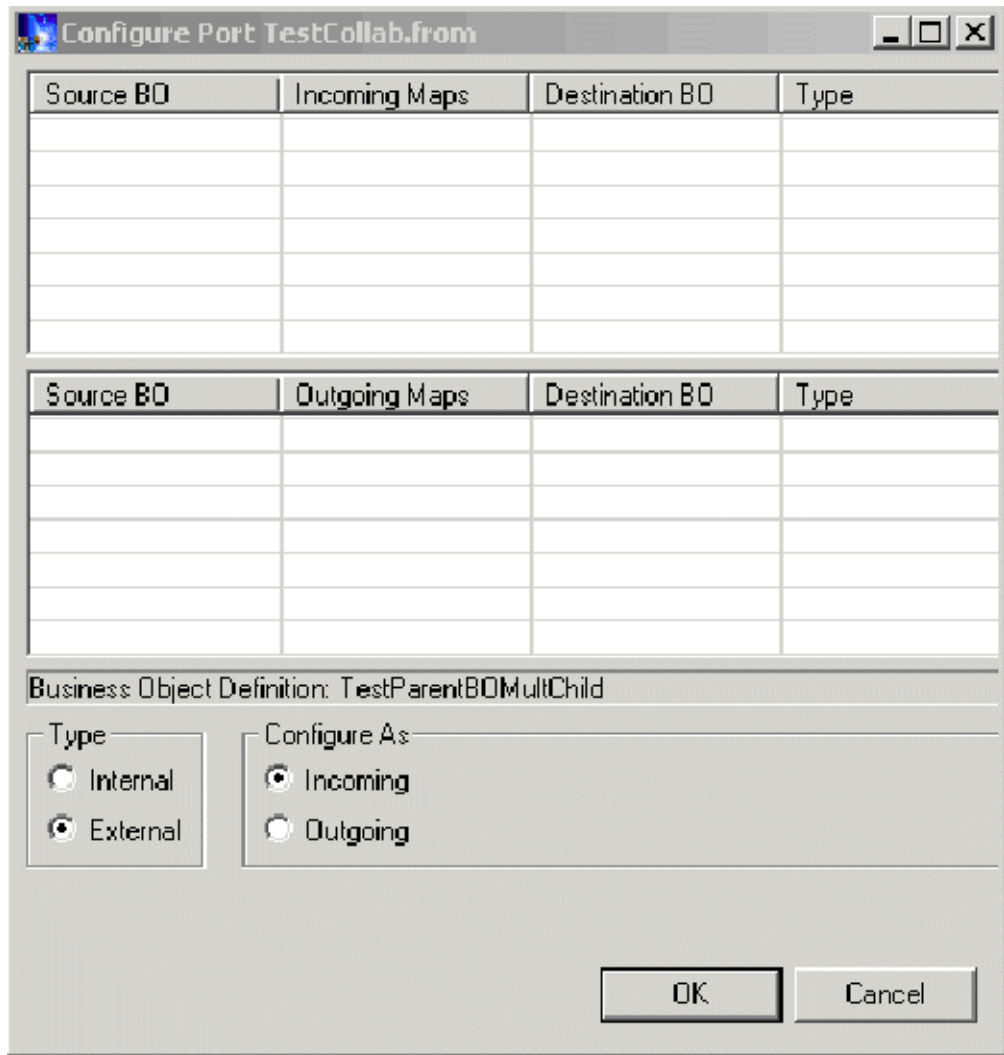 Configure Port TestCollab.from
Source BO Incoming Maps Destination BO Type
Source BO Outgoing Maps Destination BO Type
Business Object Definition: TestParentBOMultChild
Type Configure As
Internal Incoming
External Outgoing
OK Cancel